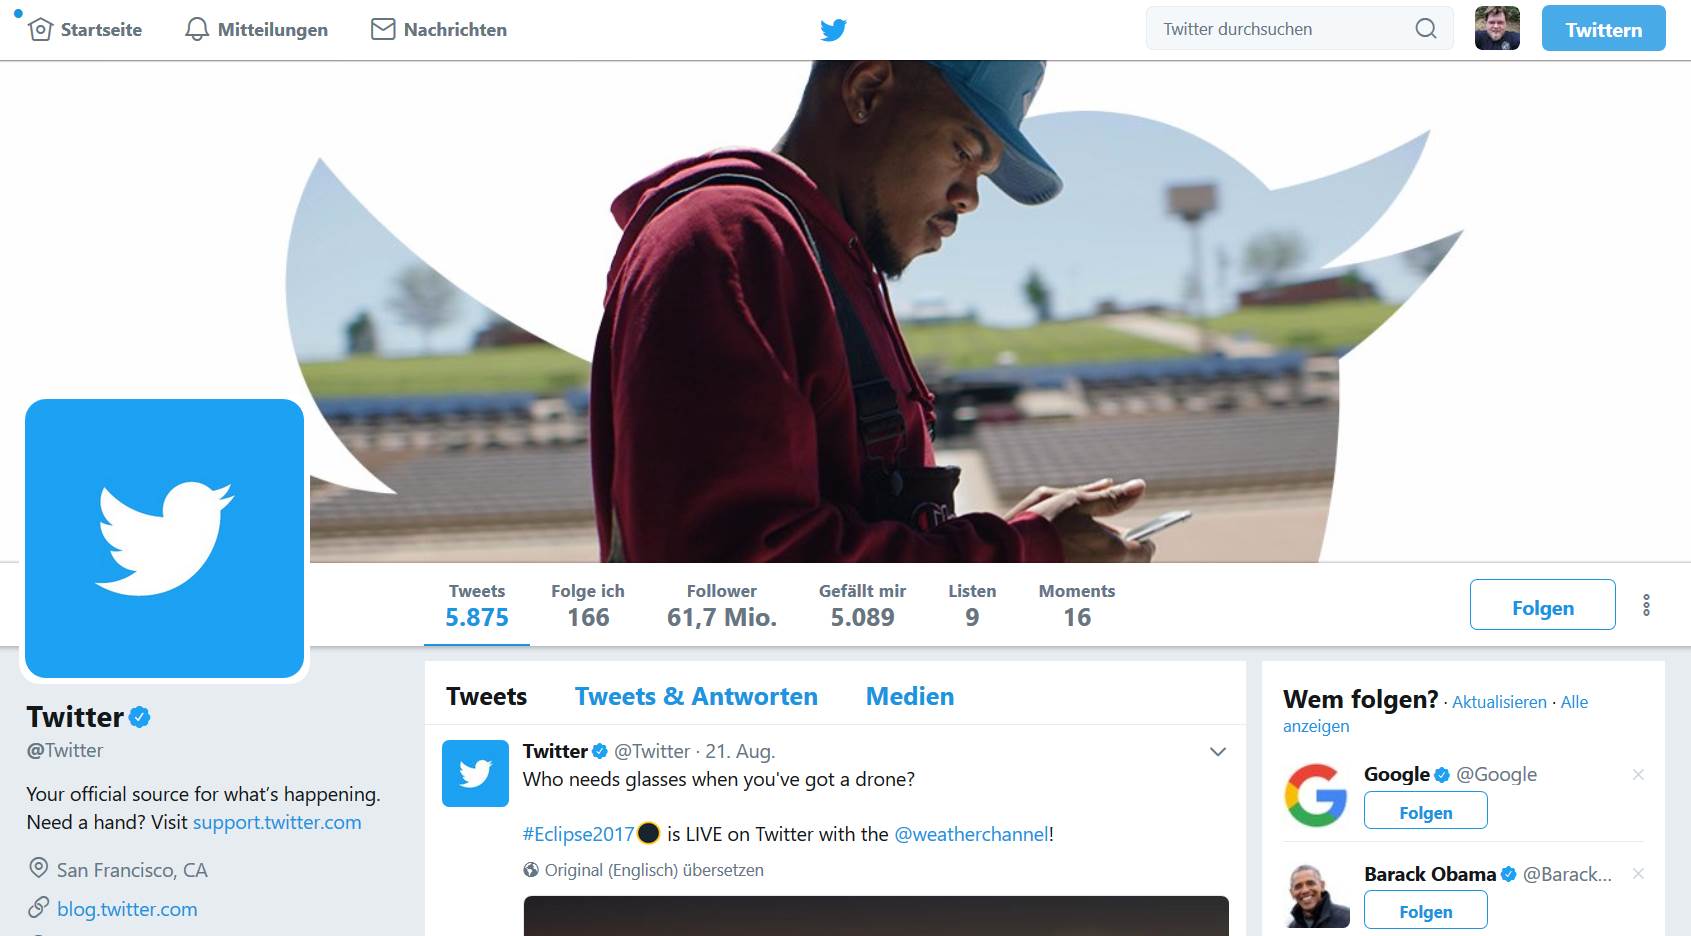 Startseite
Mitteilungen
Nachrichten
Twitter durchsuchen
Twittern
Tweets
5.875
Folge ich
166
Follower
61,7 Mio.
Gefällt mir
5.089
Listen
9
Moments
16
Folgen
Twitter
@Twitter
Your official source for what’s happening.
Need a hand? Visit support.twitter.com
San Francisco, CA
blog.twitter.com
Tweets
Tweets & Antworten
Medien
Twitter @Twitter · 21. Aug.
Who needs glasses when you've got a drone?
#Eclipse2017 is LIVE on Twitter with the @weatherchannel!
Original (Englisch) übersetzen
Wem folgen? · Aktualisieren · Alle
anzeigen
Google @Google
Folgen
Barack Obama @Barack...
Folgen